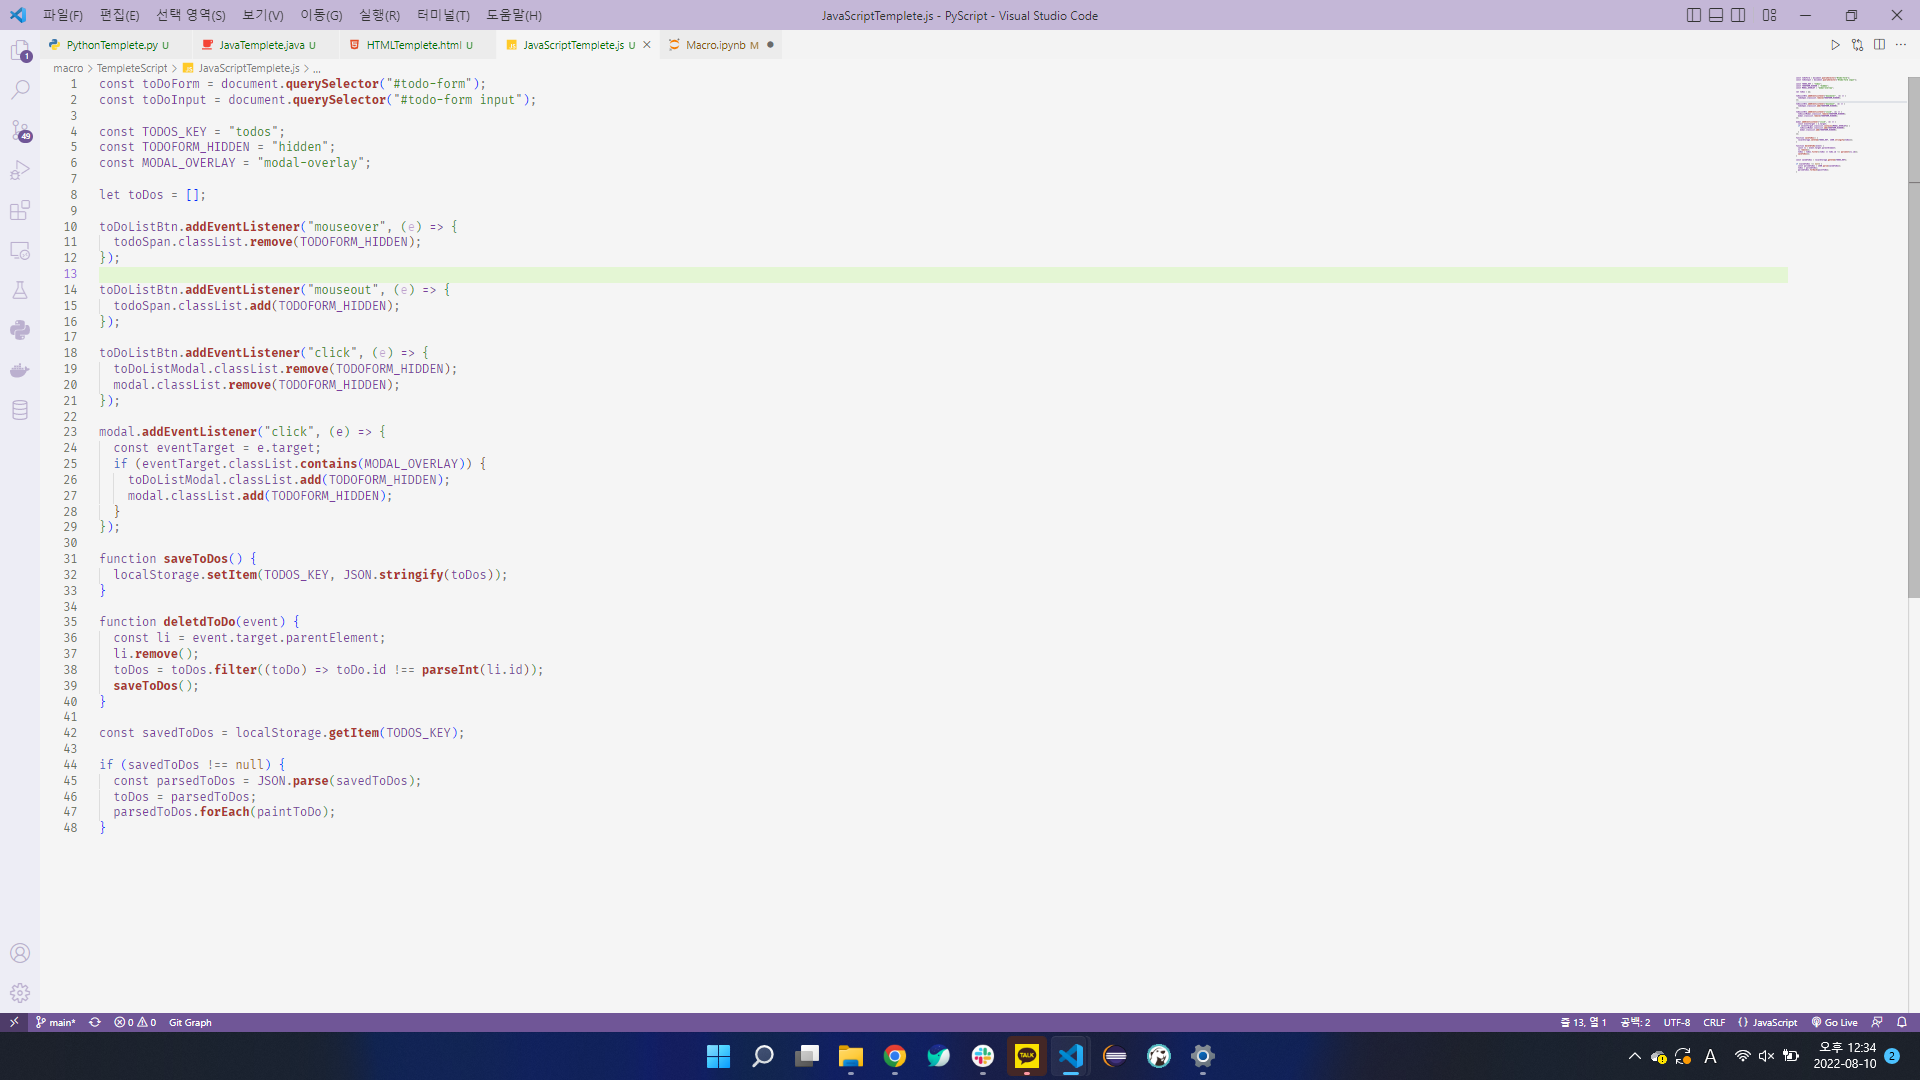 파일(F) 편집(E) 선택 영역(S) 보기(V) 이동(G) 실행(R) 터미널(T) 도움말(H) JavaScriptTemplete.js - PyScript - Visual Studio Code
PythonTemplete.py U JavaTemplete.java U HTMLTemplete.html U JavaScriptTemplete.js U Macro.ipynb M
macro > TempleteScript > JavaScriptTemplete.js > ...
1 const toDoForm = document.querySelector("#todo-form");
2 const toDoInput = document.querySelector("#todo-form input");
3
4 const TODOS_KEY = "todos";
5 const TODOFORM_HIDDEN = "hidden";
6 const MODAL_OVERLAY = "modal-overlay";
7
8 let toDos = [];
9
10 toDoListBtn.addEventListener("mouseover", (e) => {
11 todoSpan.classList.remove(TODOFORM_HIDDEN);
12 });
13
14 toDoListBtn.addEventListener("mouseout", (e) => {
15 todoSpan.classList.add(TODOFORM_HIDDEN);
16 });
17
18 toDoListBtn.addEventListener("click", (e) => {
19 toDoListModal.classList.remove(TODOFORM_HIDDEN);
20 modal.classList.remove(TODOFORM_HIDDEN);
21 });
22
23 modal.addEventListener("click", (e) => {
24 const eventTarget = e.target;
25 if (eventTarget.classList.contains(MODAL_OVERLAY)) {
26 toDoListModal.classList.add(TODOFORM_HIDDEN);
27 modal.classList.add(TODOFORM_HIDDEN);
28 }
29 });
30
31 function saveToDos() {
32 localStorage.setItem(TODOS_KEY, JSON.stringify(toDos));
33 }
34
35 function deletdToDo(event) {
36 const li = event.target.parentElement;
37 li.remove();
38 toDos = toDos.filter((toDo) => toDo.id !== parseInt(li.id));
39 saveToDos();
40 }
41
42 const savedToDos = localStorage.getItem(TODOS_KEY);
43
44 if (savedToDos !== null) {
45 const parsedToDos = JSON.parse(savedToDos);
46 toDos = parsedToDos;
47 parsedToDos.forEach(paintToDo);
48 }
1
49
main* 0 0 Git Graph 줄 13, 열 1 공백: 2 UTF-8 CRLF {} JavaScript Go Live
TALK A 오후 12:34
2022-08-10 2